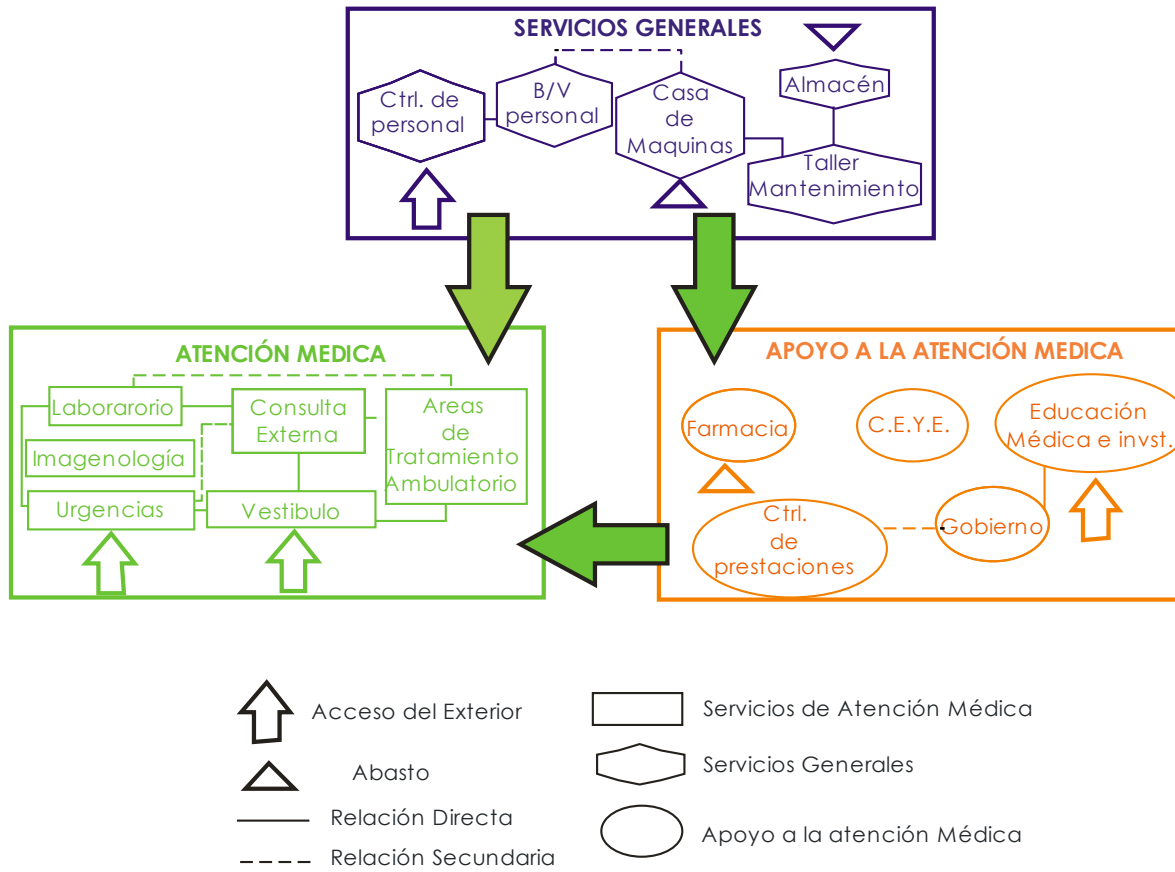 SERVICIOS GENERALES
Ctrl. de
personal
B/V
personal
Casa
de
Maquinas
Almacén
Taller
Mantenimiento
ATENCIÓN MEDICA
Laborarorio
Consulta
Externa
Areas
de
Tratamiento
Ambulatorio
Imagenología
Urgencias
Vestibulo
APOYO A LA ATENCIÓN MEDICA
Farmacia
C.E.Y.E.
Educación
Médica e invst.
Ctrl.
de
prestaciones
Gobierno
Acceso del Exterior
Abasto
Relación Directa
Relación Secundaria
Servicios de Atención Médica
Servicios Generales
Apoyo a la atención Médica